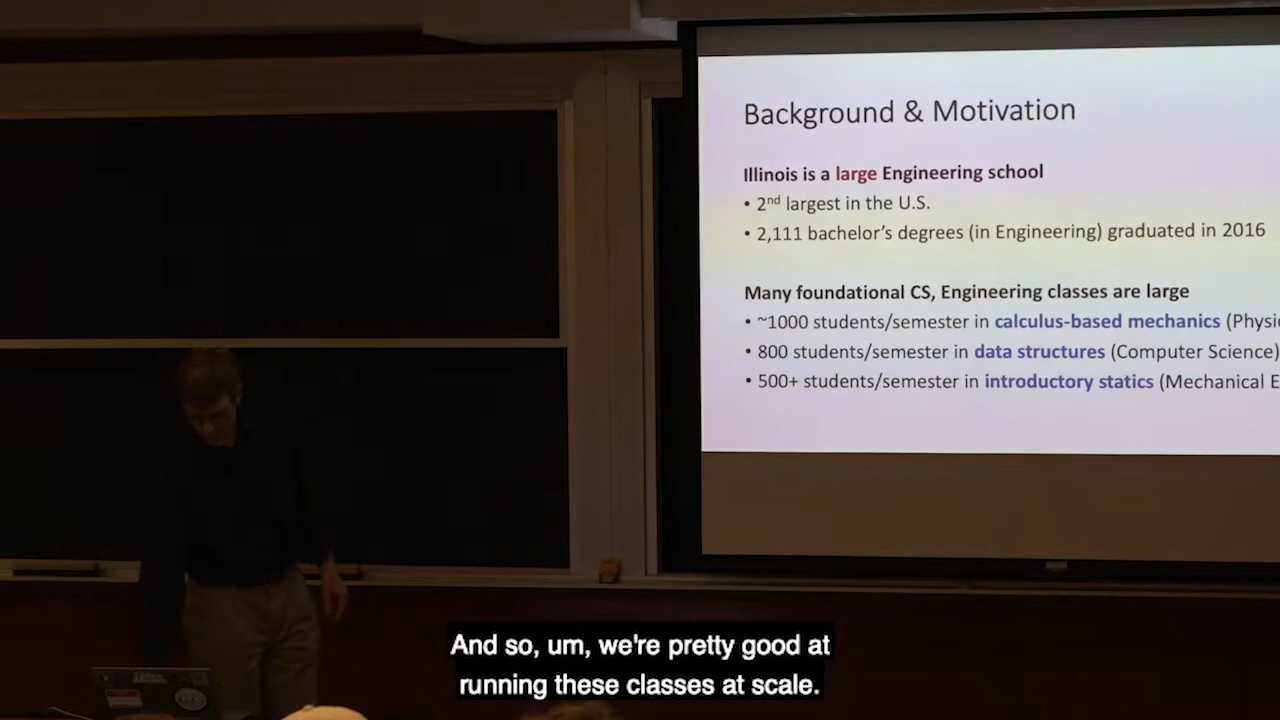 Background & Motivation
Illinois is a large Engineering school
• 2nd largest in the U.S.
• 2,111 bachelor's degrees (in Engineering) graduated in 2016
Many foundational CS, Engineering classes are large
• ~1000 students/semester in calculus-based mechanics (Physi
• 800 students/semester in data structures (Computer Science)
• 500+ students/semester in introductory statics (Mechanical E
And so, um, we're pretty good at
running these classes at scale.